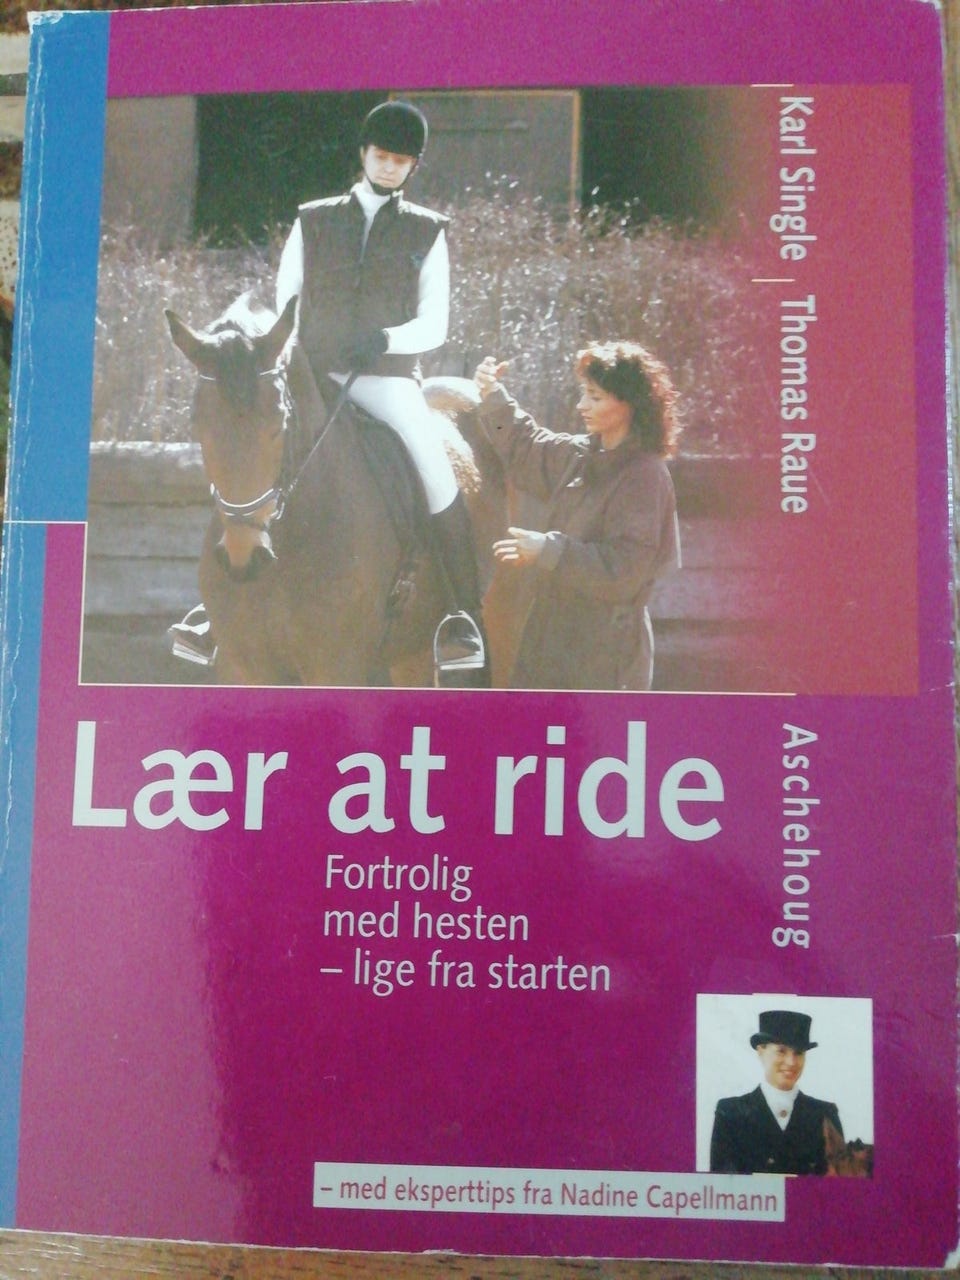 Karl Single | Thomas Raue
Lær at ride
Fortrolig
med hesten
– lige fra starten
Aschehoug
– med eksperttips fra Nadine Capellmann